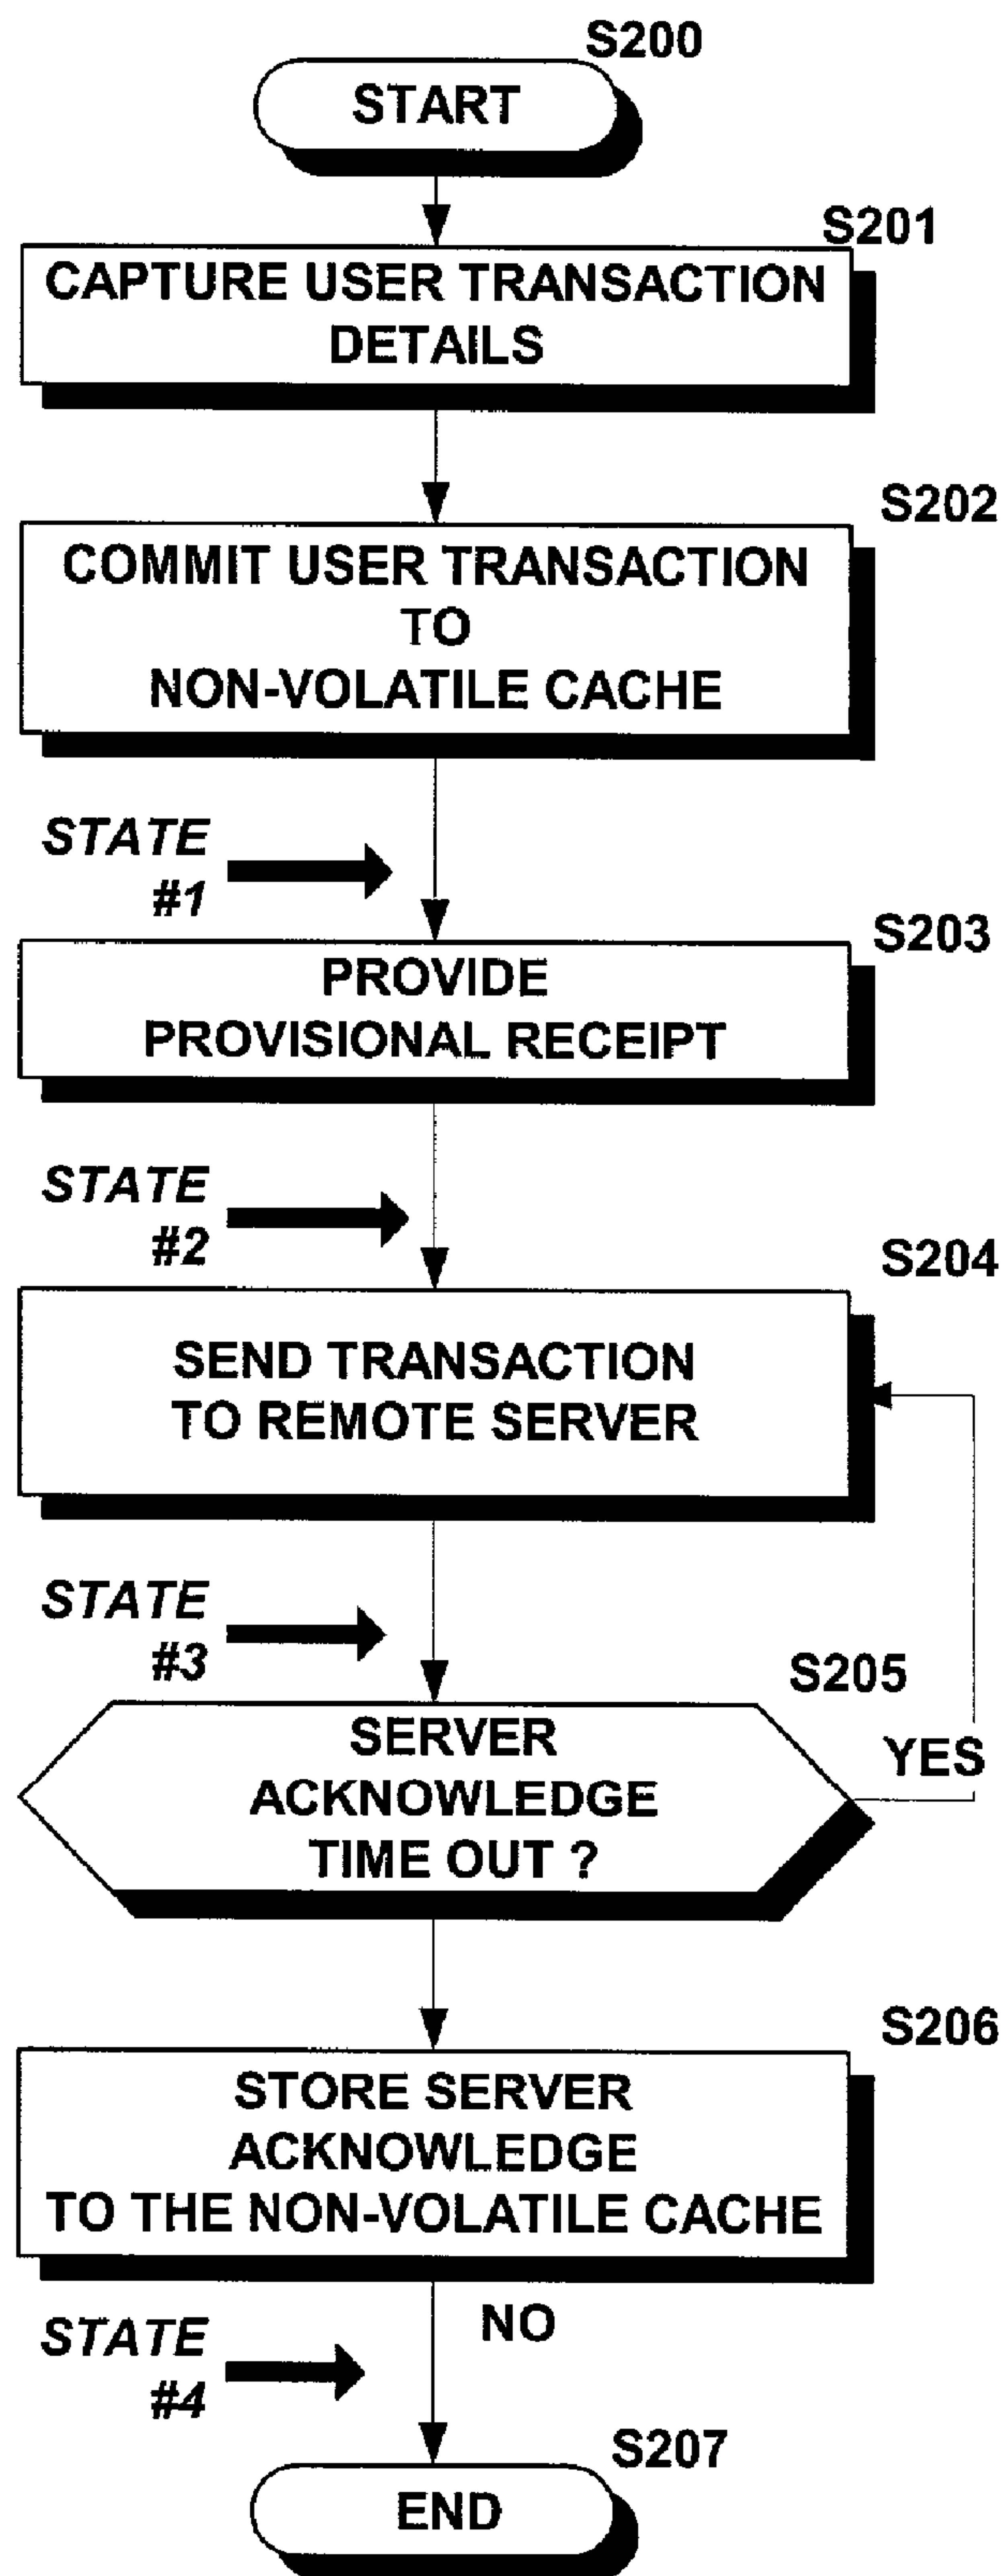 S200
START
S201
CAPTURE USER TRANSACTION
DETAILS
S202
COMMIT USER TRANSACTION
TO
NON-VOLATILE CACHE
STATE
#1
S203
PROVIDE
PROVISIONAL RECEIPT
STATE
#2
S204
SEND TRANSACTION
TO REMOTE SERVER
STATE
#3
S205
SERVER
ACKNOWLEDGE
TIME OUT ?
YES
S206
STORE SERVER
ACKNOWLEDGE
TO THE NON-VOLATILE CACHE
NO
STATE
#4
S207
END